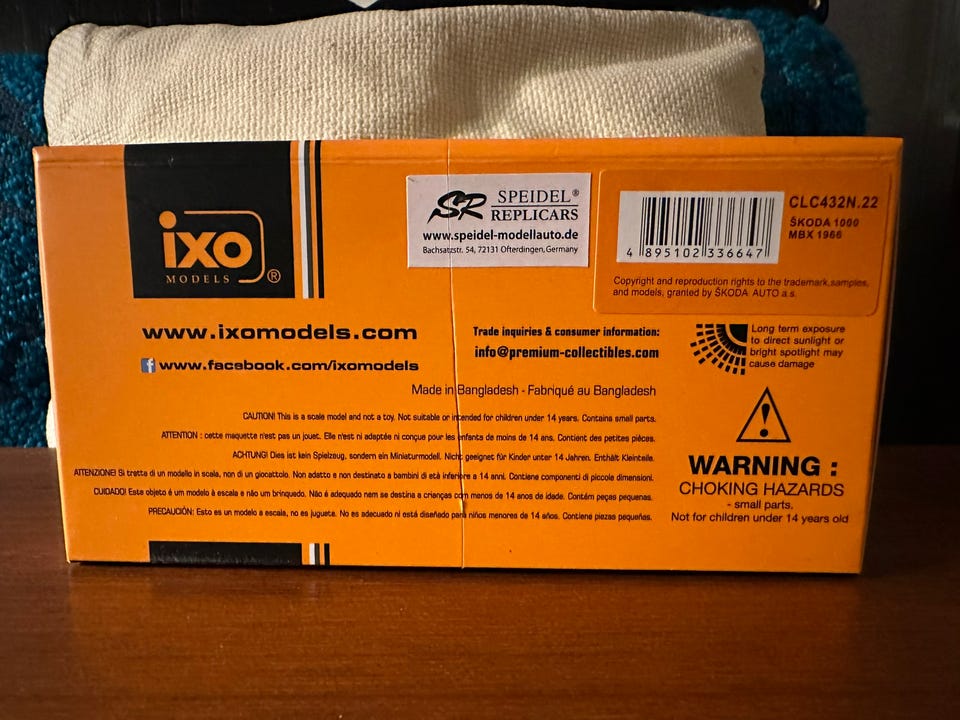 ixo
MODELS
®
SR SPEIDEL®
REPLICARS
www.speidel-modellauto.de
Bachsatzstr. 54, 72131 Ofterdingen, Germany
4 895102 336647
CLC432N.22
ŠKODA 1000
MBX 1966
Copyright and reproduction rights to the trademark, samples,
and models, granted by ŠKODA AUTO a.s.
www.ixomodels.com
f www.facebook.com/ixomodels
Trade inquiries & consumer information:
info@premium-collectibles.com
Long term exposure
to direct sunlight or
bright spotlight may
cause damage
Made in Bangladesh - Fabriqué au Bangladesh
CAUTION! This is a scale model and not a toy. Not suitable or intended for children under 14 years. Contains small parts.
ATTENTION : cette maquette n'est pas un jouet. Elle n'est ni adaptée ni conçue pour les enfants de moins de 14 ans. Contient des petites pièces.
ACHTUNG! Dies ist kein Spielzeug, sondern ein Miniaturmodell. Nicht geeignet für Kinder unter 14 Jahren. Enthält Kleinteile.
ATTENZIONE! Si tratta di un modello in scala, non di un giocattolo. Non adatto e non destinato a bambini di età inferiore a 14 anni. Contiene componenti di piccole dimensioni.
CUIDADO! Este objeto é um modelo à escala e não um brinquedo. Não é adequado nem se destina a crianças com menos de 14 anos de idade. Contém peças pequenas.
PRECAUCIÓN: Esto es un modelo a escala, no es juguete. No es adecuado ni está diseñado para niños menores de 14 años. Contiene piezas pequeñas.
!
WARNING :
CHOKING HAZARDS
- small parts.
Not for children under 14 years old